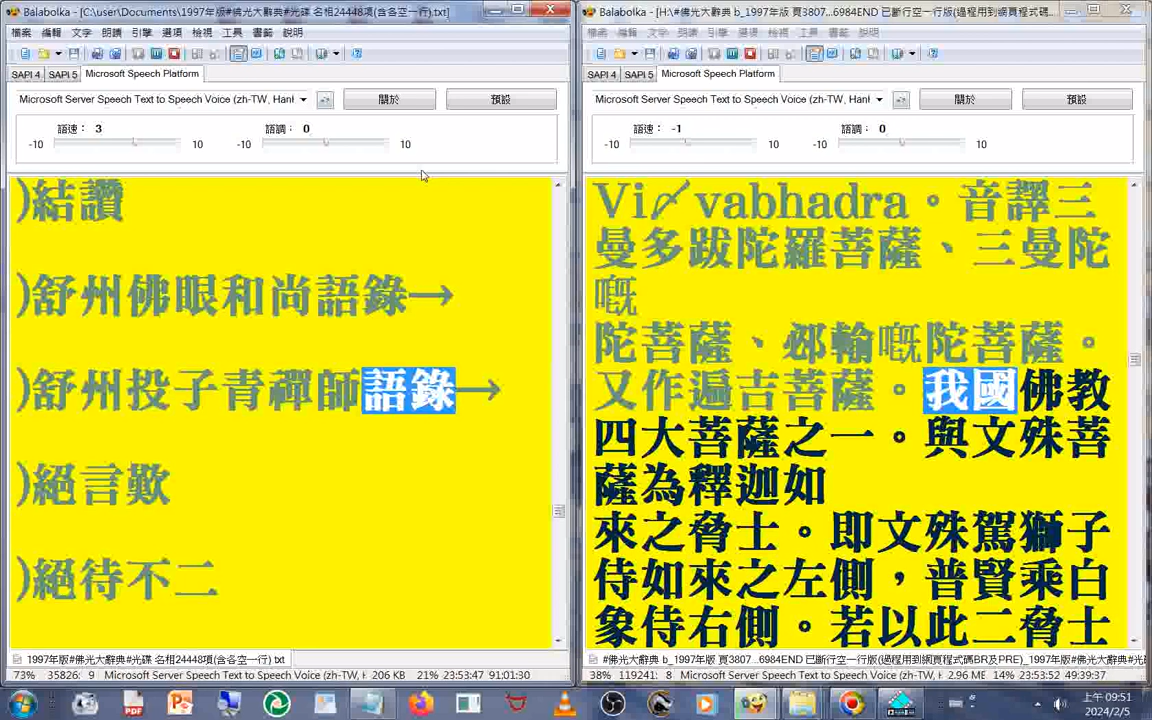 Balabolka - [C:\user\Documents\1997年版#佛光大辭典#光碟 名相24448項(含各空一行).txt]
檔案 編輯 文字 朗讀 引擎 選項 檢視 工具 書籤 說明
SAPI 4 SAPI 5 Microsoft Speech Platform
Microsoft Server Speech Text to Speech Voice (zh-TW, Han
關於 預設
語速： 3 語調： 0
-10 10 -10 10
)結讚
)舒州佛眼和尚語錄→
)舒州投子青禪師語錄→
)絕言歎
)絕待不二
1997年版#佛光大辭典#光碟 名相24448項(含各空一行) txt
73% 35826: 9 Microsoft Server Speech Text to Speech Voice (zh-TW, H 206 KB 21% 23:53:47 91:01:30
Balabolka - [H:\#佛光大辭典 b_1997年版 頁3807...6984END 已斷行空一行版(過程用到網頁程式碼
檔案 編輯 文字 朗讀 引擎 選項 檢視 工具 書籤 說明
SAPI 4 SAPI 5 Microsoft Speech Platform
Microsoft Server Speech Text to Speech Voice (zh-TW, Han
關於 預設
語速： -1 語調： 0
-10 10 -10 10
Vi〆vabhadra。音譯三
曼多跋陀羅菩薩、三曼陀
嘅
陀菩薩、邲輸嘅陀菩薩。
又作遍吉菩薩。我國佛教
四大菩薩之一。與文殊菩
薩為釋迦如
來之脅士。即文殊駕獅子
侍如來之左側，普賢乘白
象侍右側。若以此二脅士
#佛光大辭典 b_1997年版 頁3807...6984END 已斷行空一行版(過程用到網頁程式碼BR及PRE)_1997年版#佛光
38% 119241: 8 Microsoft Server Speech Text to Speech Voice (zh-TW, 2.96 ME 14% 23:53:52 49:39:37
上午 09:51
2024/2/5